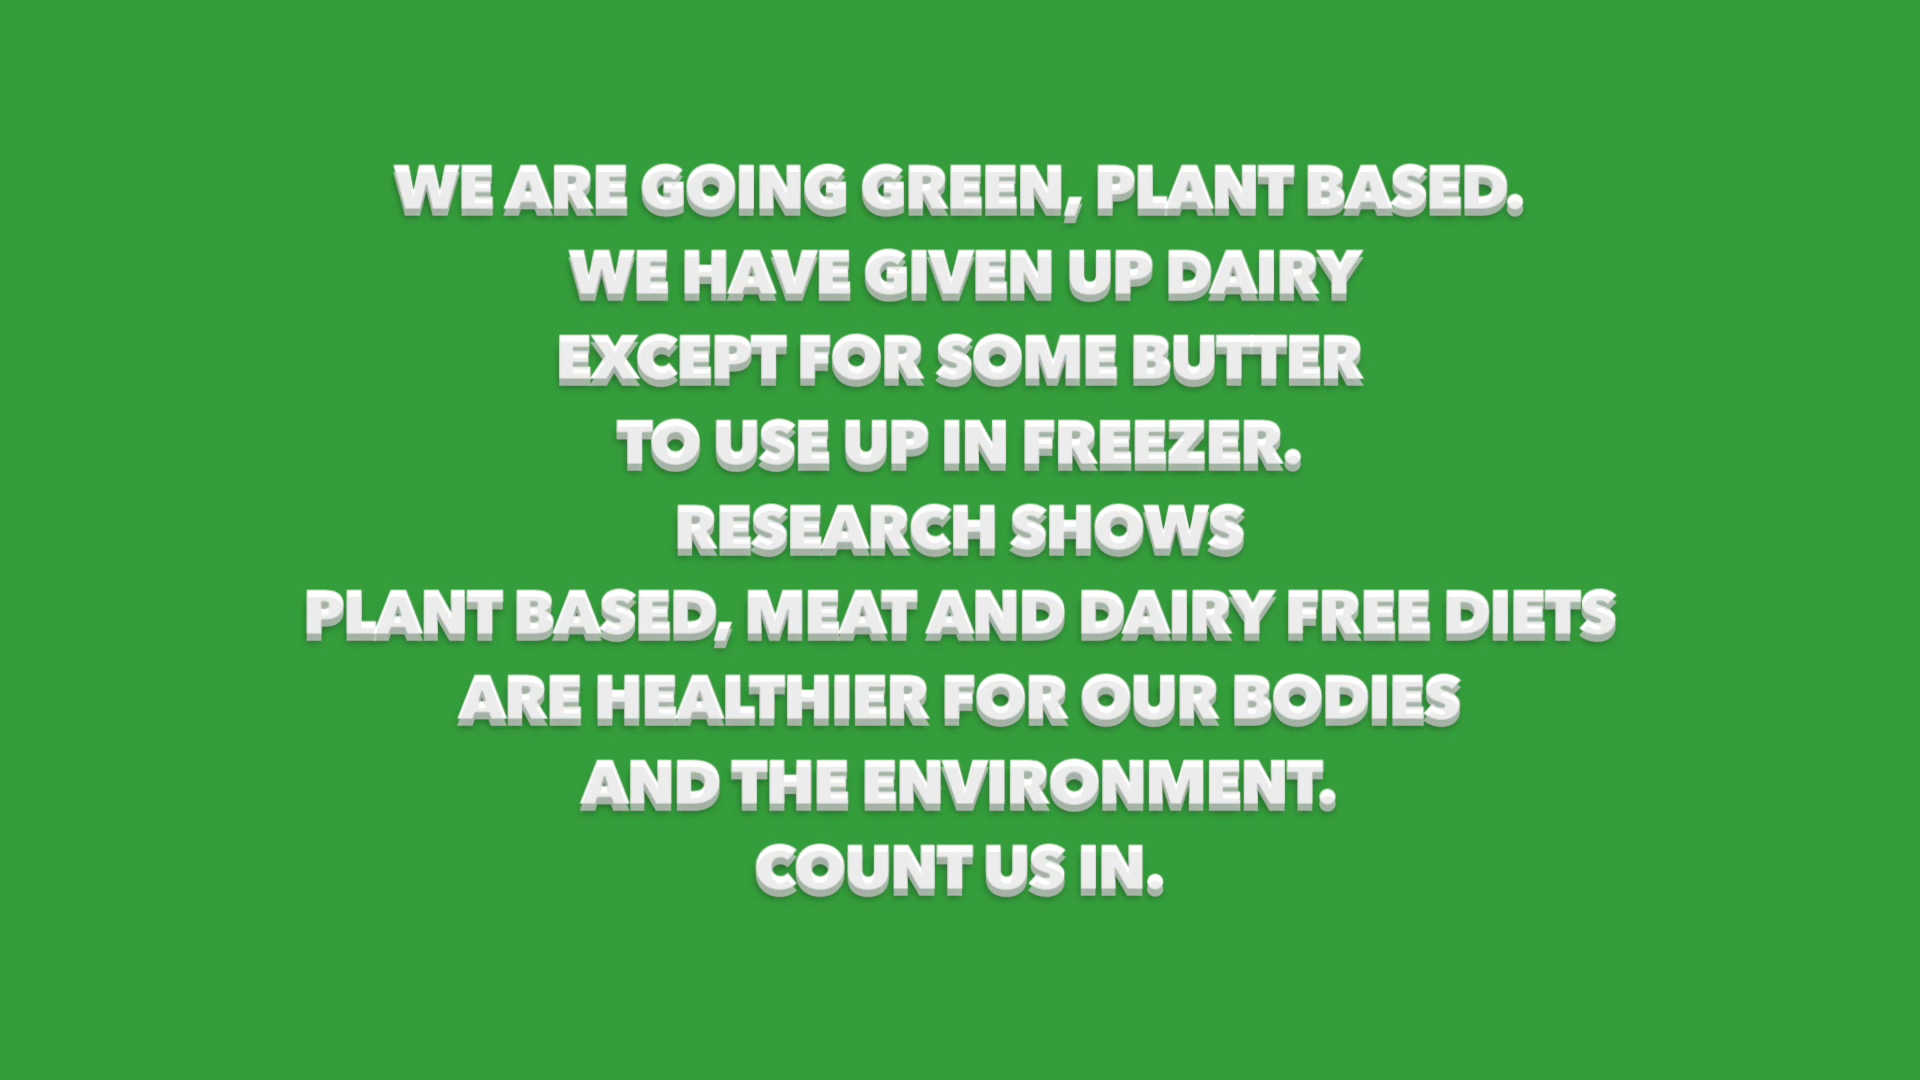 WE ARE GOING GREEN, PLANT BASED.
WE HAVE GIVEN UP DAIRY
EXCEPT FOR SOME BUTTER
TO USE UP IN FREEZER.
RESEARCH SHOWS
PLANT BASED, MEAT AND DAIRY FREE DIETS
ARE HEALTHIER FOR OUR BODIES
AND THE ENVIRONMENT.
COUNT US IN.